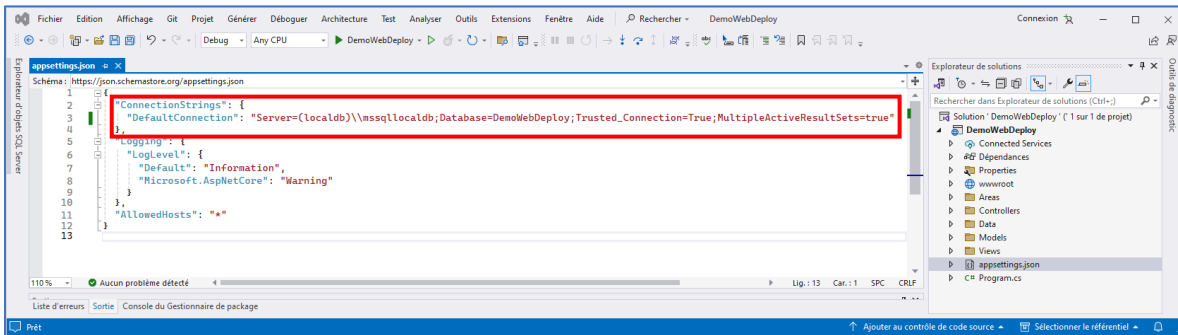 Fichier Edition Affichage Git Projet Générer Déboguer Architecture Test Analyser Outils Extensions Fenêtre Aide Rechercher DemoWebDeploy Connexion
Debug Any CPU DemoWebDeploy
appsettings.json
Schéma : https://json.schemastore.org/appsettings.json
1 {
2 "ConnectionStrings": {
3 "DefaultConnection": "Server=(localdb)\\mssqllocaldb;Database=DemoWebDeploy;Trusted_Connection=True;MultipleActiveResultSets=true"
4 },
5 "Logging": {
6 "LogLevel": {
7 "Default": "Information",
8 "Microsoft.AspNetCore": "Warning"
9 }
10 },
11 "AllowedHosts": "*"
12 }
13
110 % Aucun problème détecté Lig. : 13 Car. : 1 SPC CRLF
Liste d'erreurs Sortie Console du Gestionnaire de package
Explorateur d'objets SQL Server
Explorateur de solutions
Rechercher dans Explorateur de solutions (Ctrl+;)
Solution 'DemoWebDeploy' (' 1 sur 1 de projet)
DemoWebDeploy
Connected Services
Dépendances
Properties
wwwroot
Areas
Controllers
Data
Models
Views
appsettings.json
C# Program.cs
Outils de diagnostic
Prêt Ajouter au contrôle de code source Sélectionner le référentiel